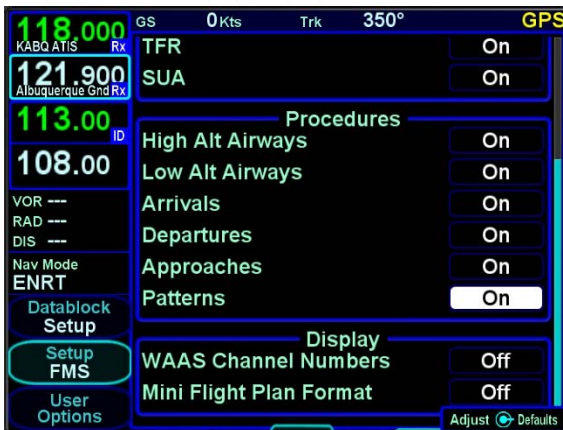 118.000
KABQ ATIS Rx
121.900
Albuquerque Gnd Rx
113.00
ID
108.00
VOR ---
RAD ---
DIS ---
Nav Mode
ENRT
Datablock
Setup
Setup
FMS
User
Options
GS 0Kts Trk 350° GPS
TFR On
SUA On
Procedures
High Alt Airways On
Low Alt Airways On
Arrivals On
Departures On
Approaches On
Patterns On
Display
WAAS Channel Numbers Off
Mini Flight Plan Format Off
Adjust Defaults